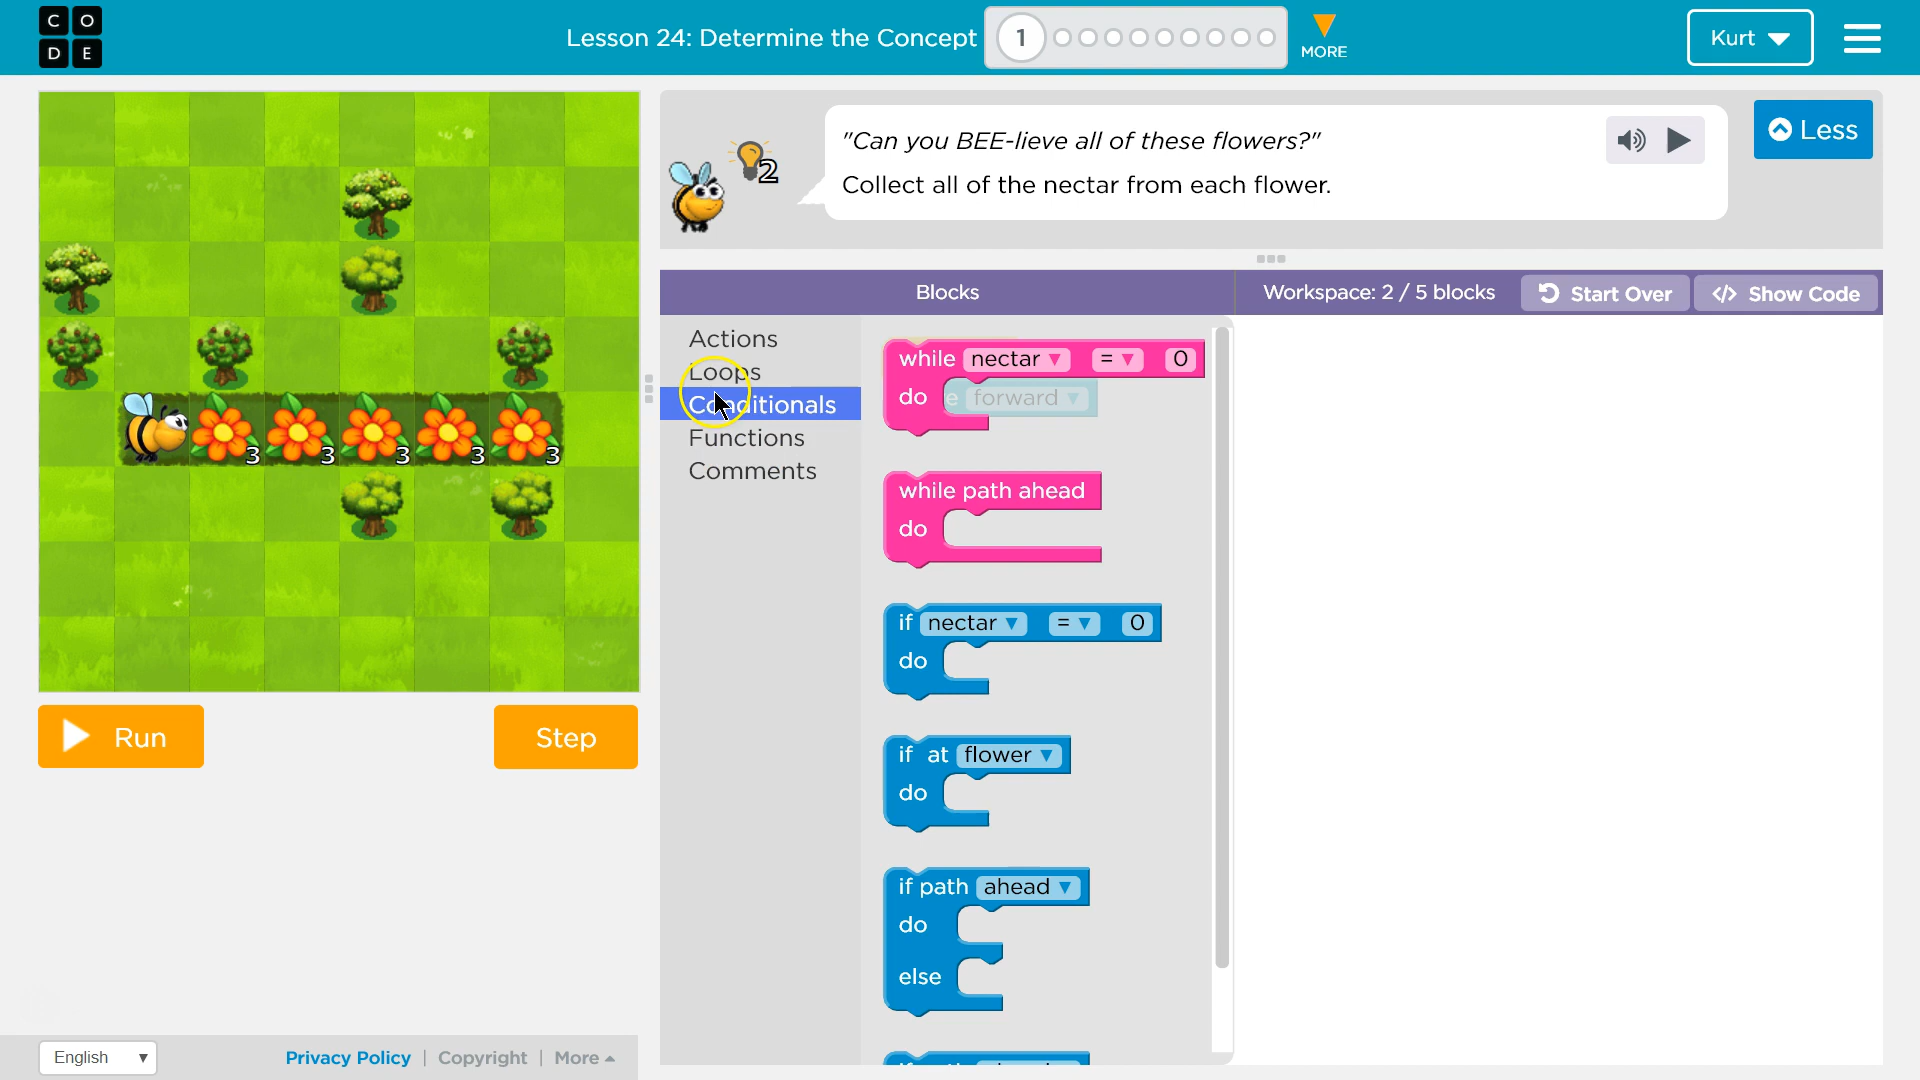 C O
D E
Lesson 24: Determine the Concept
1
MORE
Kurt
"Can you BEE-lieve all of these flowers?"
Collect all of the nectar from each flower.
2
Less
Blocks
Workspace: 2 / 5 blocks
Start Over
Show Code
Actions
Loops
Conditionals
Functions
Comments
while nectar = 0
do e forward
while path ahead
do
if nectar = 0
do
if at flower
do
if path ahead
do
else
3 3 3 3 3
Run
Step
English
Privacy Policy | Copyright | More